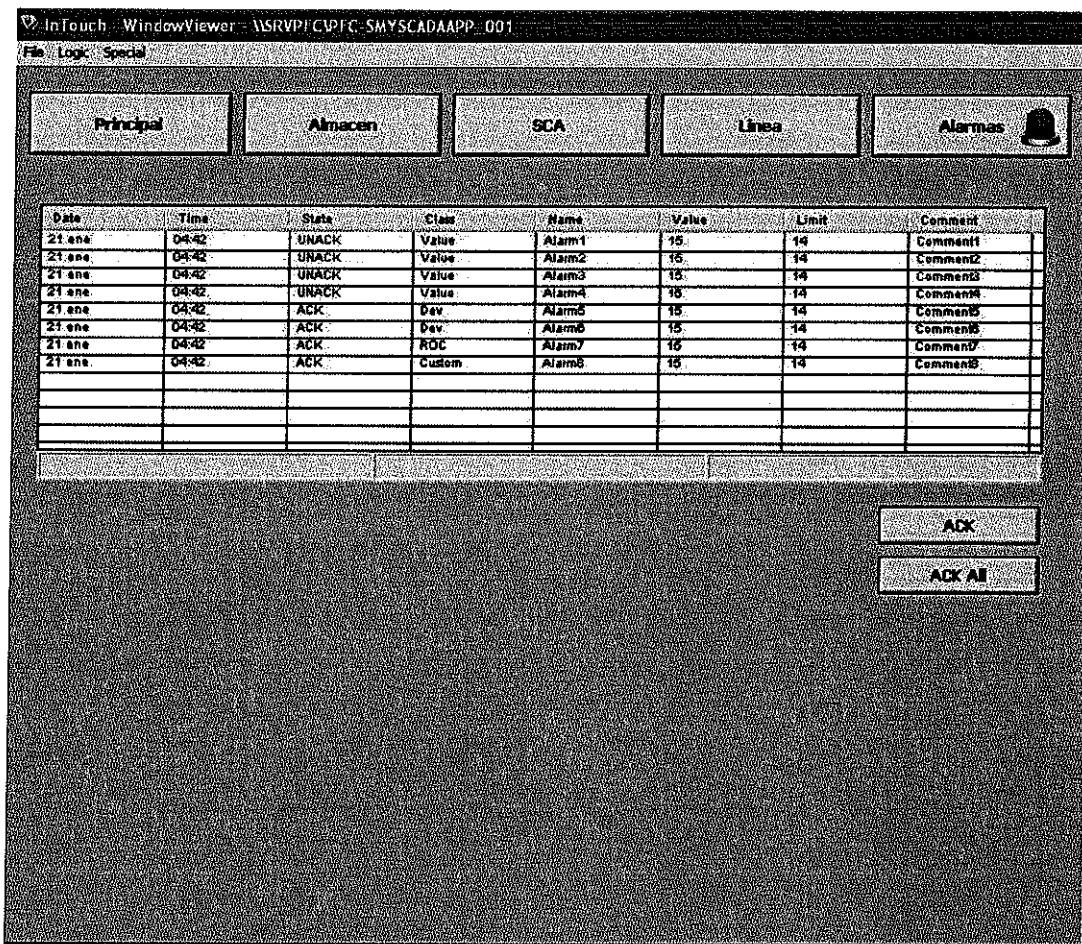 InTouch - WindowViewer - \\SRVPFC\PFC-SMYSCADAAPP_001
File Logic Special
Principal Almacen SCA Linea Alarmas
Date Time State Class Name Value Limit Comment
21 ene 04:42 UNACK Value Alarm1 15 14 Comment1
21 ene 04:42 UNACK Value Alarm2 15 14 Comment2
21 ene 04:42 UNACK Value Alarm3 15 14 Comment3
21 ene 04:42 UNACK Value Alarm4 15 14 Comment4
21 ene 04:42 ACK Dev Alarm5 15 14 Comment5
21 ene 04:42 ACK Dev Alarm6 15 14 Comment6
21 ene 04:42 ACK ROC Alarm7 15 14 Comment7
21 ene 04:42 ACK Custom Alarm8 15 14 Comment8
ACK
ACK All